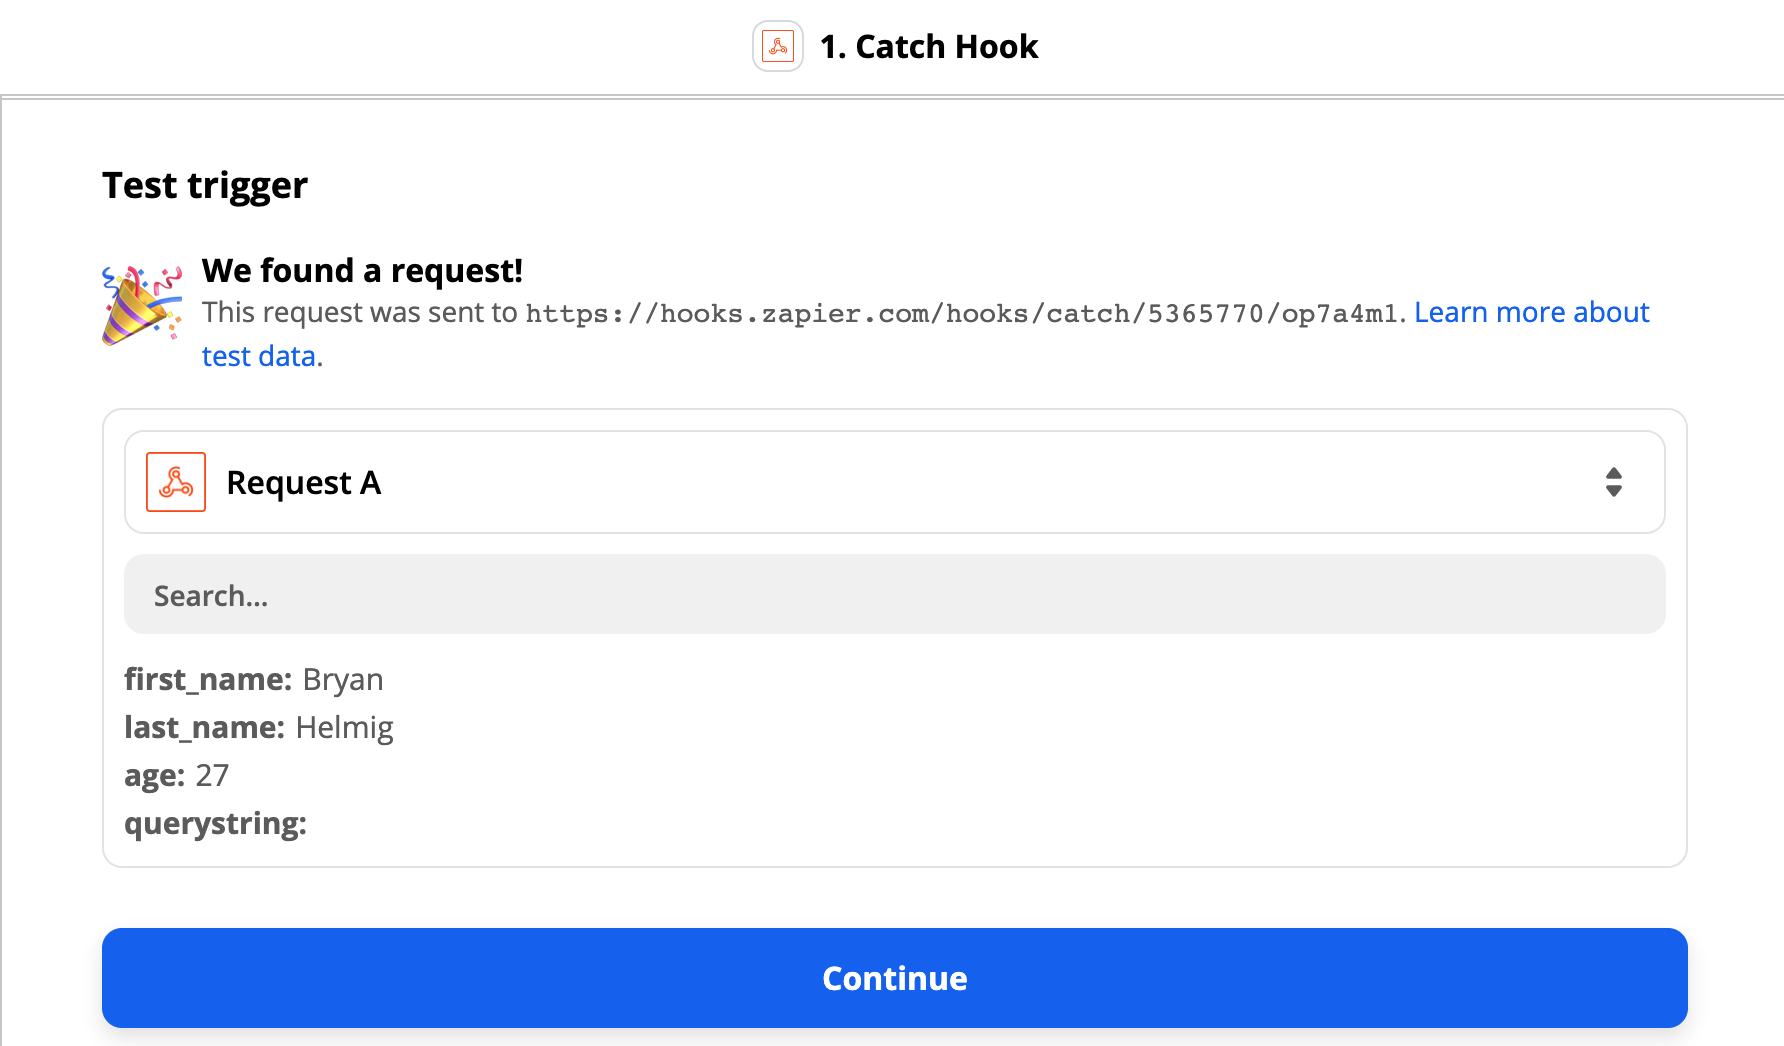 1. Catch Hook
Test trigger
We found a request!
This request was sent to https://hooks.zapier.com/hooks/catch/5365770/op7a4m1. Learn more about
test data.
Request A
Search...
first_name: Bryan
last_name: Helmig
age: 27
querystring:
Continue